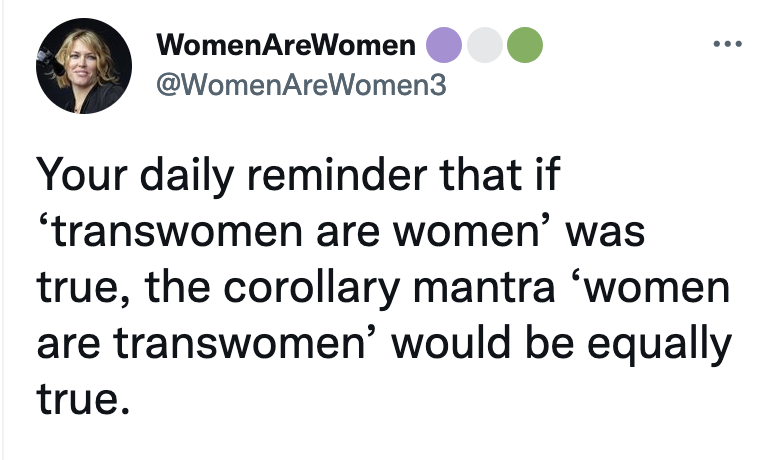 WomenAreWomen
@WomenAreWomen3
Your daily reminder that if
‘transwomen are women’ was
true, the corollary mantra ‘women
are transwomen’ would be equally
true.